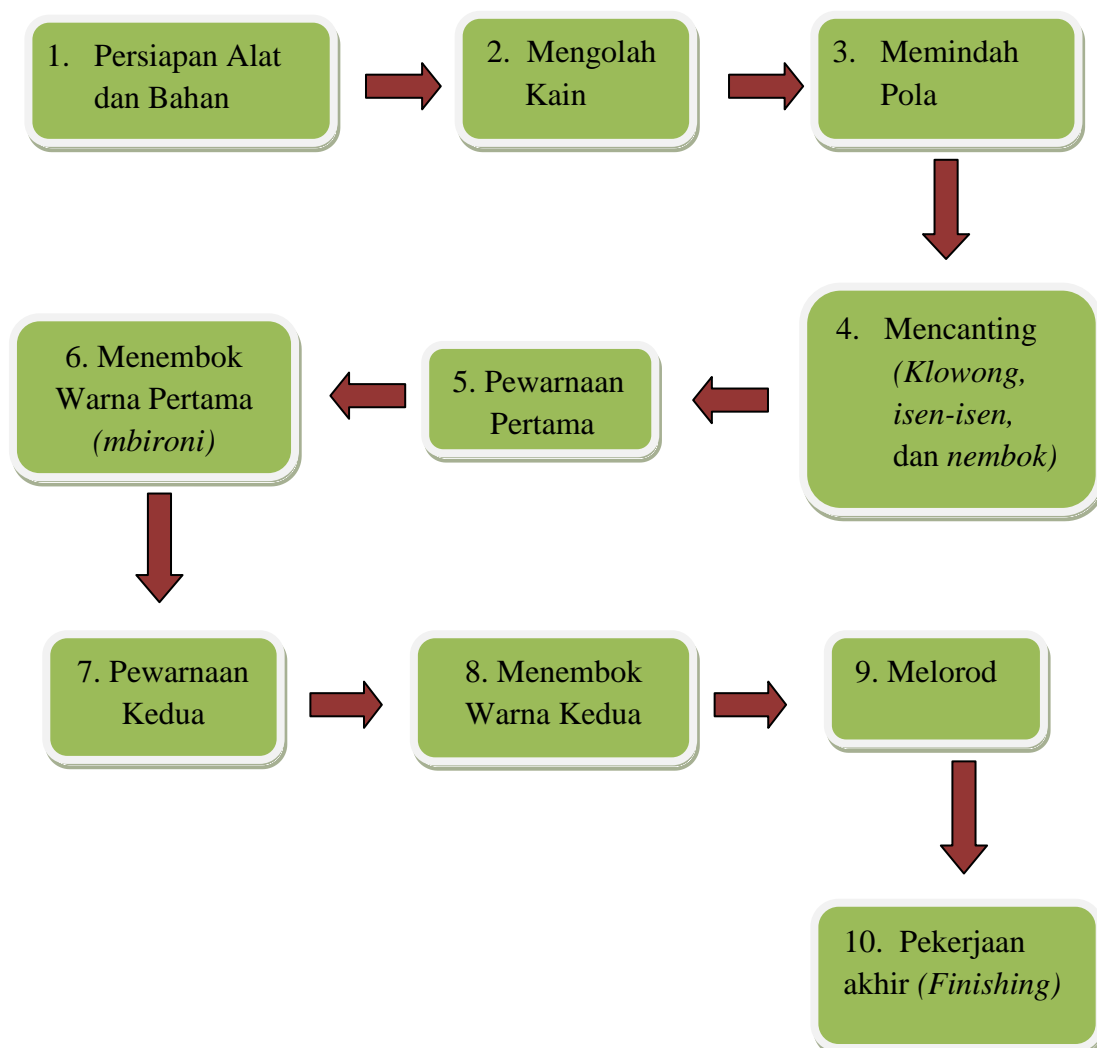 1. Persiapan Alat
dan Bahan
2. Mengolah
Kain
3. Memindah
Pola
4. Mencanting
(Klowong,
isen-isen,
dan nembok)
5. Pewarnaan
Pertama
6. Menembok
Warna Pertama
(mbironi)
7. Pewarnaan
Kedua
8. Menembok
Warna Kedua
9. Melorod
10. Pekerjaan
akhir (Finishing)